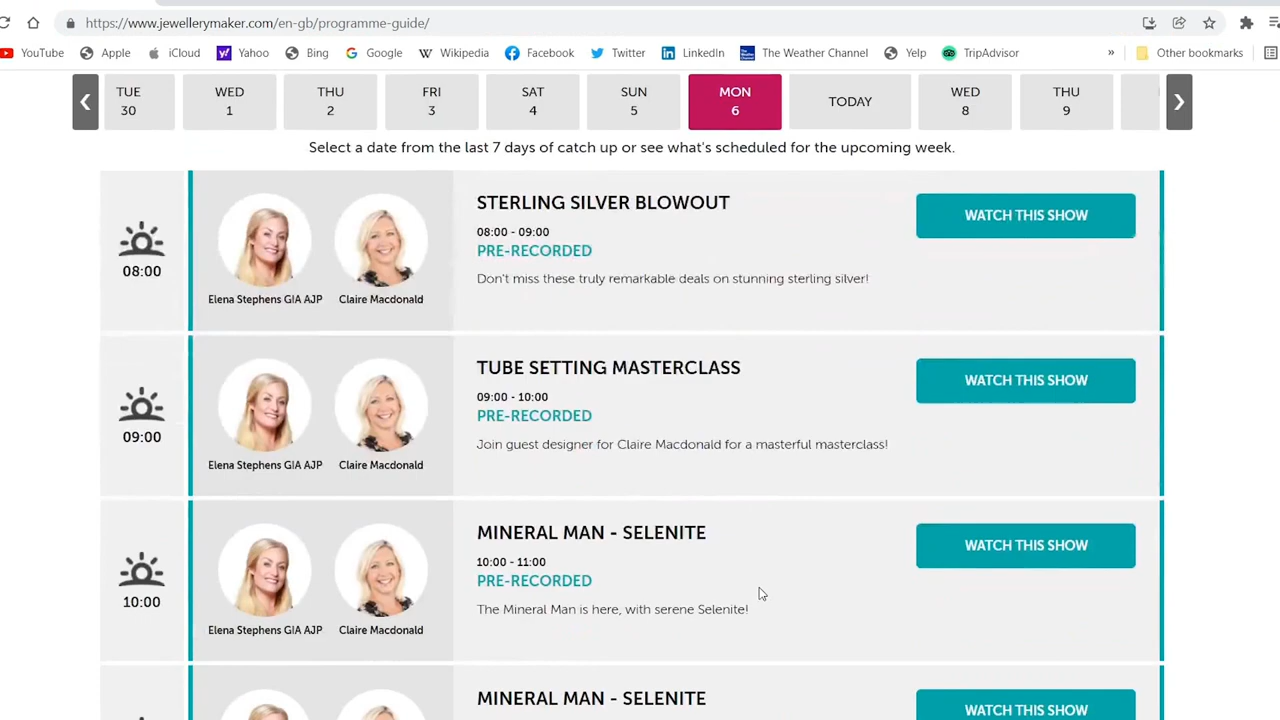 https://www.jewellerymaker.com/en-gb/programme-guide/
YouTube Apple iCloud Yahoo Bing Google Wikipedia Facebook Twitter LinkedIn The Weather Channel Yelp TripAdvisor » Other bookmarks
TUE WED THU FRI SAT SUN MON TODAY WED THU
30 1 2 3 4 5 6 8 9
Select a date from the last 7 days of catch up or see what's scheduled for the upcoming week.
STERLING SILVER BLOWOUT
WATCH THIS SHOW
08:00 - 09:00
PRE-RECORDED
08:00
Don't miss these truly remarkable deals on stunning sterling silver!
Elena Stephens GIA AJP Claire Macdonald
TUBE SETTING MASTERCLASS
WATCH THIS SHOW
09:00 - 10:00
PRE-RECORDED
09:00
Join guest designer for Claire Macdonald for a masterful masterclass!
Elena Stephens GIA AJP Claire Macdonald
MINERAL MAN - SELENITE
WATCH THIS SHOW
10:00 - 11:00
PRE-RECORDED
10:00
The Mineral Man is here, with serene Selenite!
Elena Stephens GIA AJP Claire Macdonald
MINERAL MAN - SELENITE
WATCH THIS SHOW